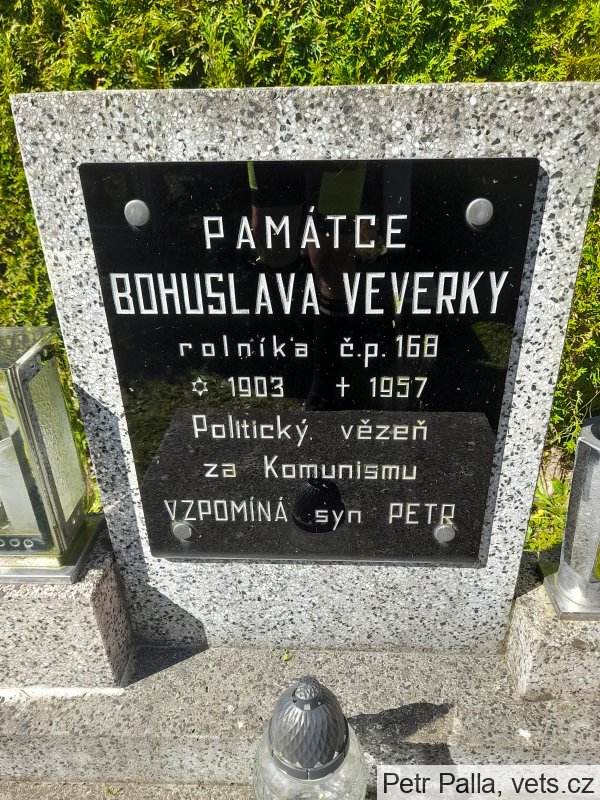 PAMÁTCE
BOHUSLAVA VEVERKY
rolníka č.p. 168
✡ 1903 † 1957
Politický vězeň
za Komunismu
VZPOMÍNÁ syn PETR
Petr Palla, vets.cz